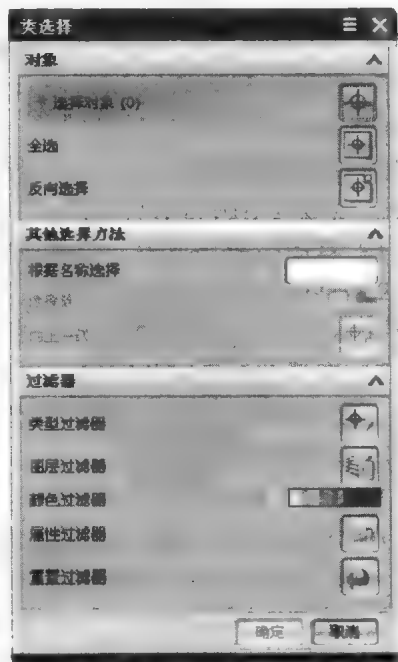 类选择
对象
选择对象 (0)
全选
反向选择
其他选择方法
根据名称选择
过滤器
类型过滤器
图层过滤器
颜色过滤器
属性过滤器
重置过滤器
确定
取消